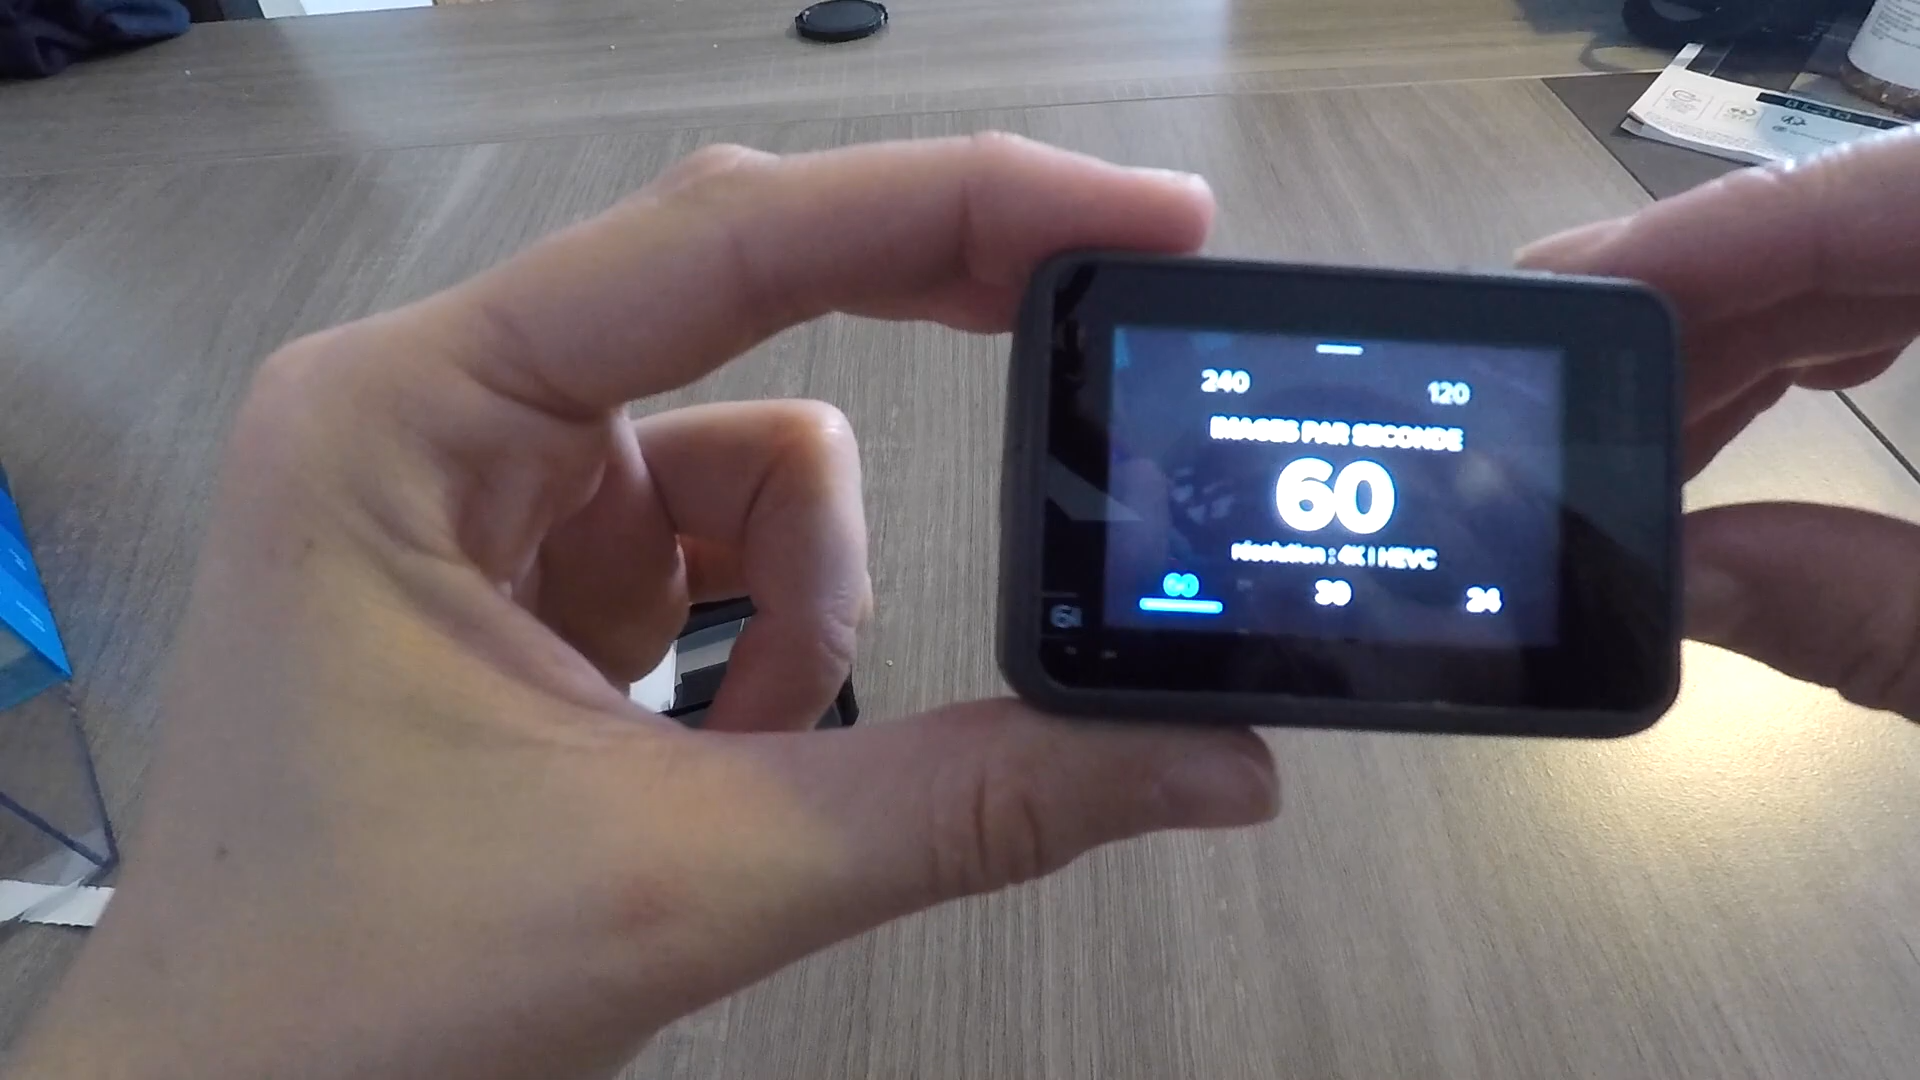 240 120
IMAGES PAR SECONDE
60
résolution : 4K | HEVC
60 30 24